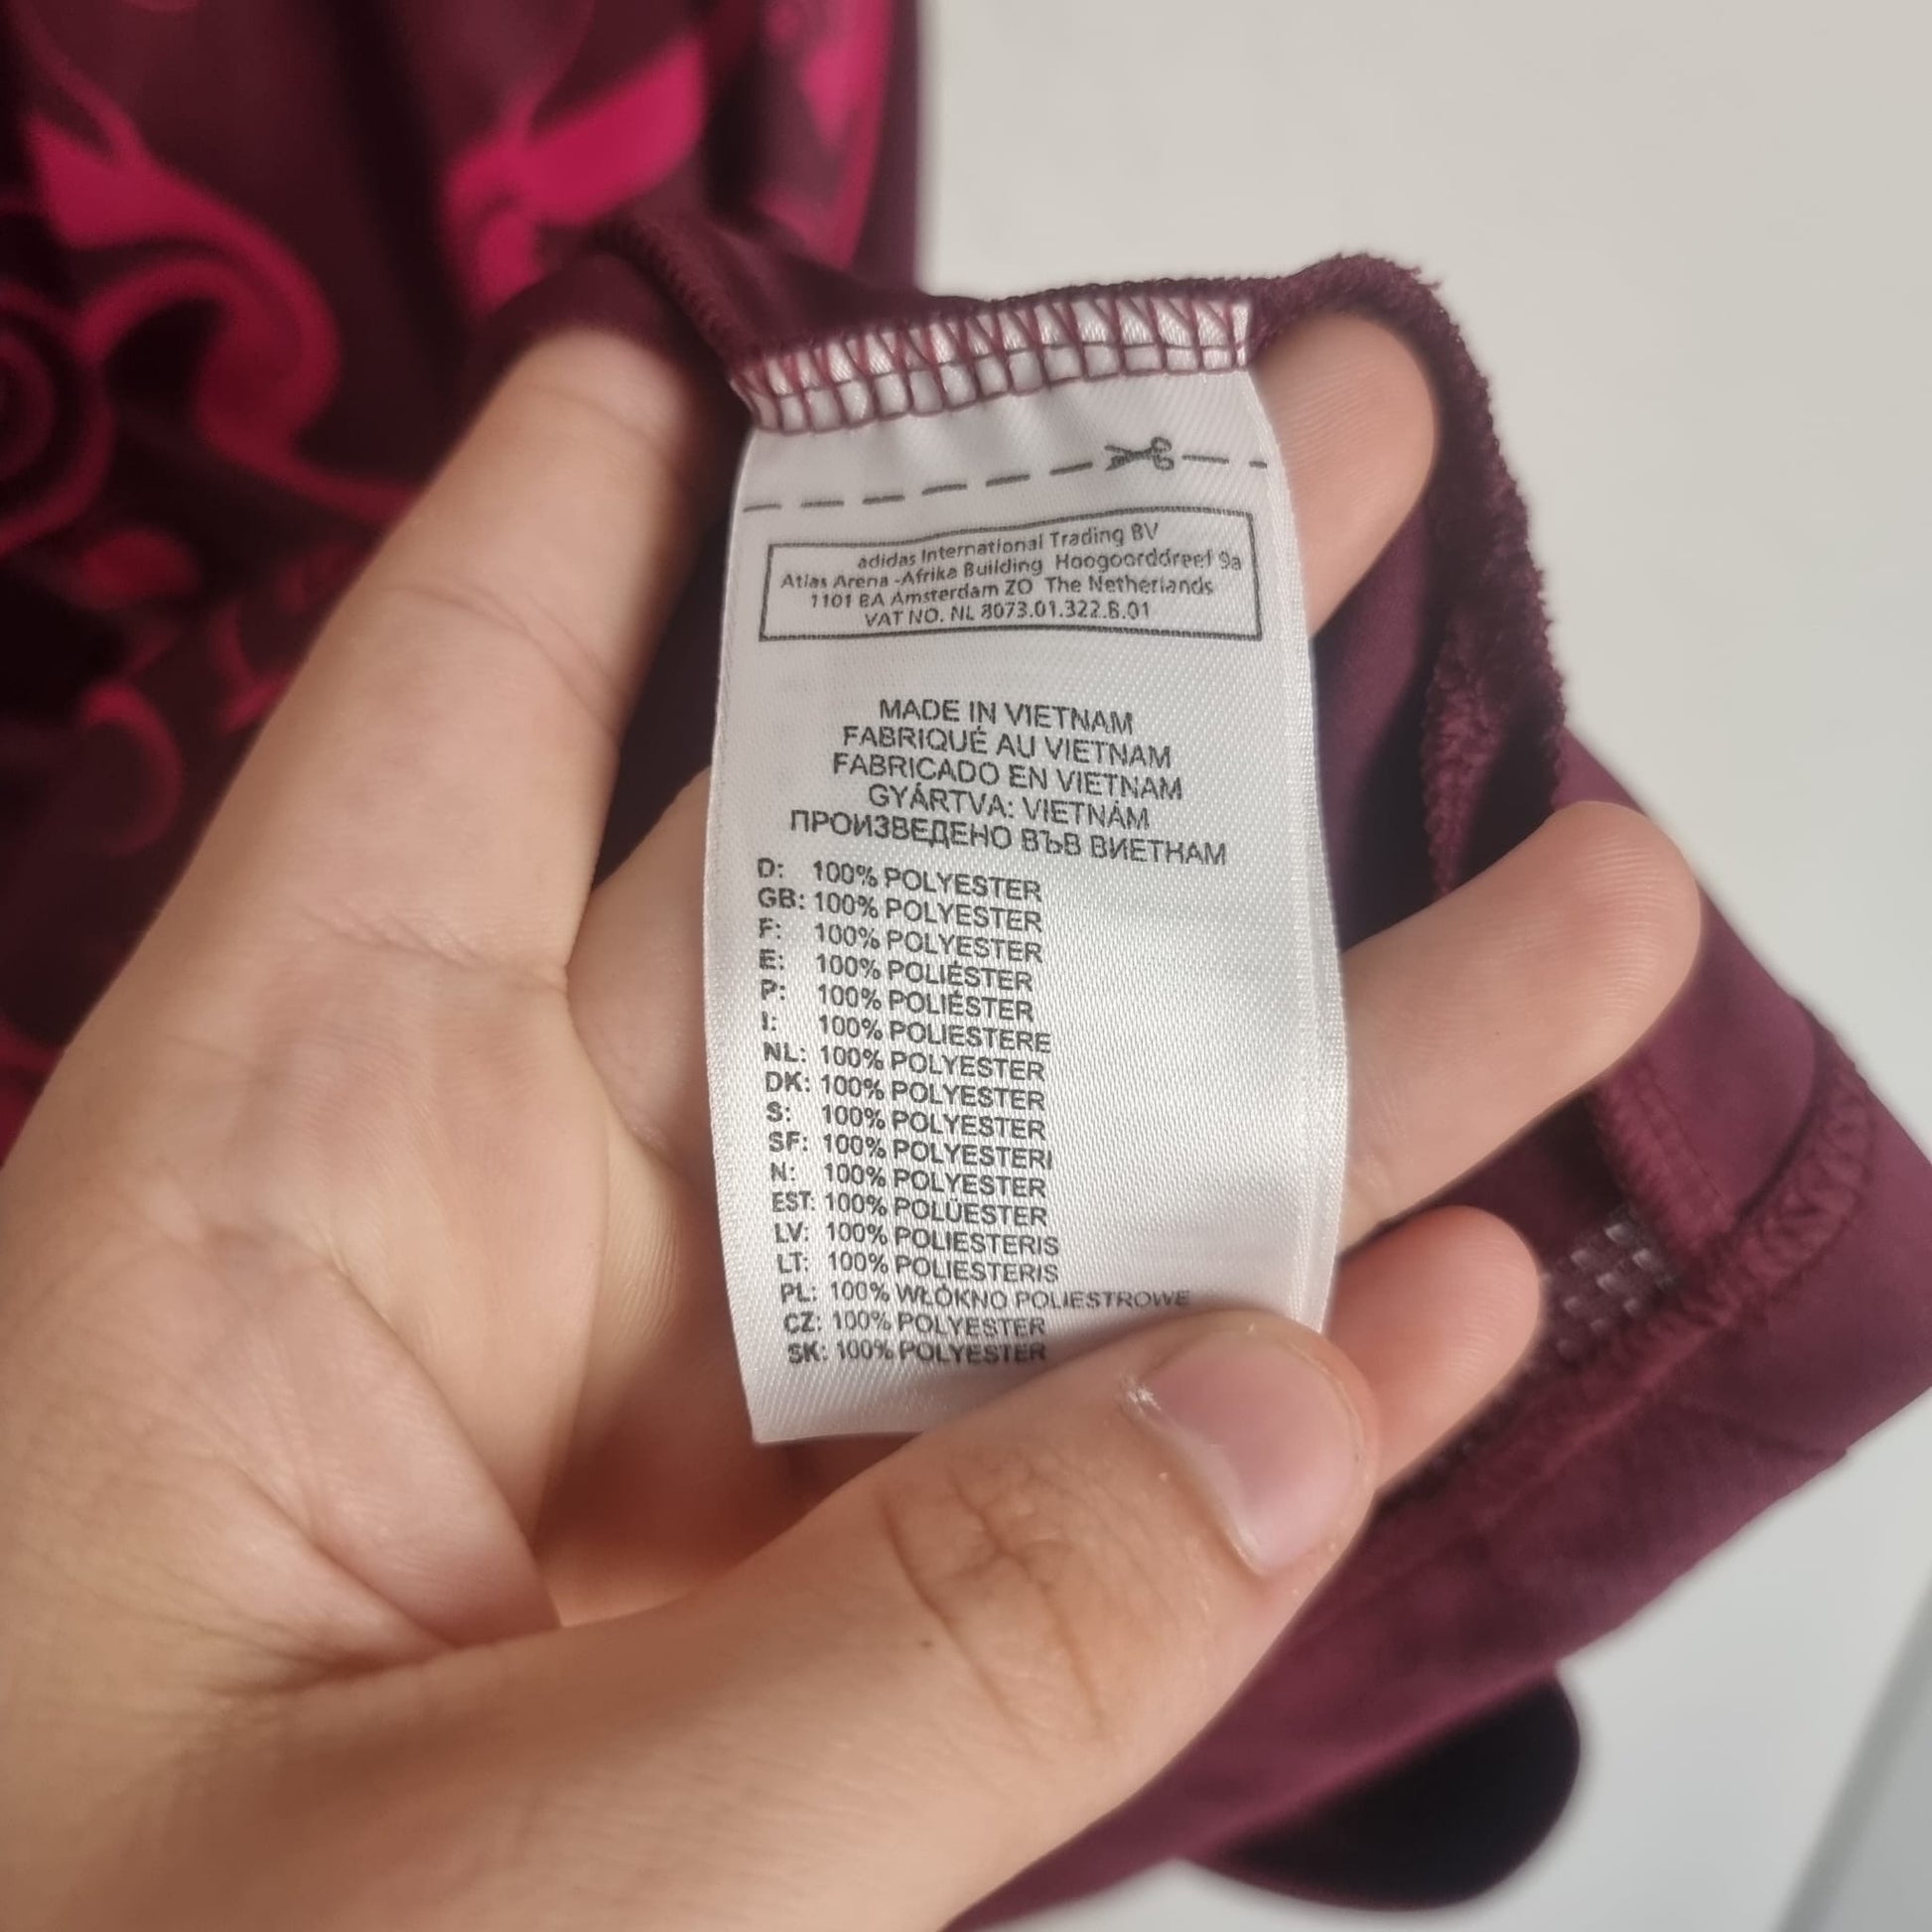 adidas International Trading BV
Atlas Arena -Afrika Building Hoogoorddreef 9a
1101 BA Amsterdam ZO The Netherlands
VAT NO. NL 8073.01.322.B.01
MADE IN VIETNAM
FABRIQUÉ AU VIETNAM
FABRICADO EN VIETNAM
GYÁRTVA: VIETNÁM
ПРОИЗВЕДЕНО ВЪВ ВИЕТНАМ
D: 100% POLYESTER
GB: 100% POLYESTER
F: 100% POLYESTER
E: 100% POLIÉSTER
P: 100% POLIÉSTER
I: 100% POLIESTERE
NL: 100% POLYESTER
DK: 100% POLYESTER
S: 100% POLYESTER
SF: 100% POLYESTERI
N: 100% POLYESTER
EST: 100% POLÜESTER
LV: 100% POLIESTERIS
LT: 100% POLIESTERIS
PL: 100% WŁÓKNO POLIESTROWE
CZ: 100% POLYESTER
SK: 100% POLYESTER